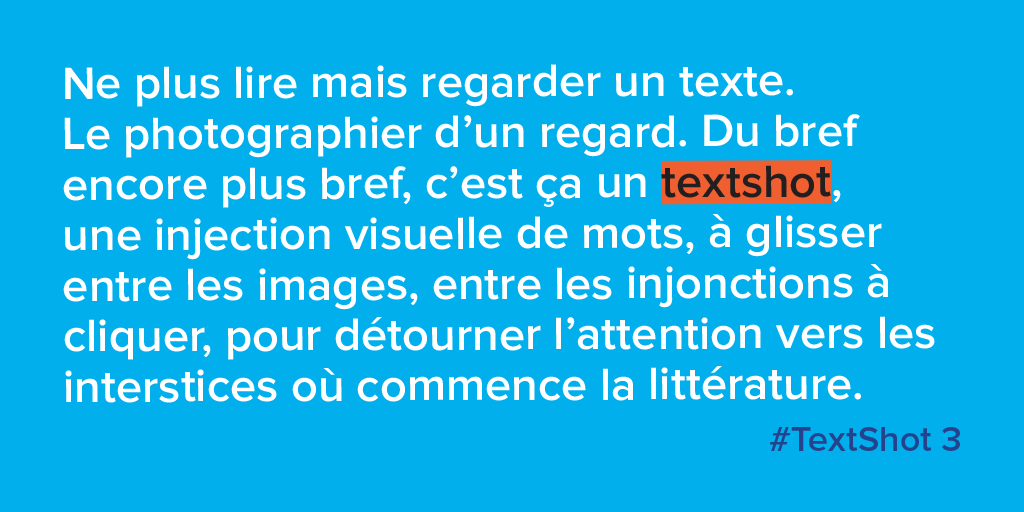 Ne plus lire mais regarder un texte.
Le photographier d’un regard. Du bref
encore plus bref, c’est ça un textshot,
une injection visuelle de mots, à glisser
entre les images, entre les injonctions à
cliquer, pour détourner l’attention vers les
interstices où commence la littérature.
#TextShot 3